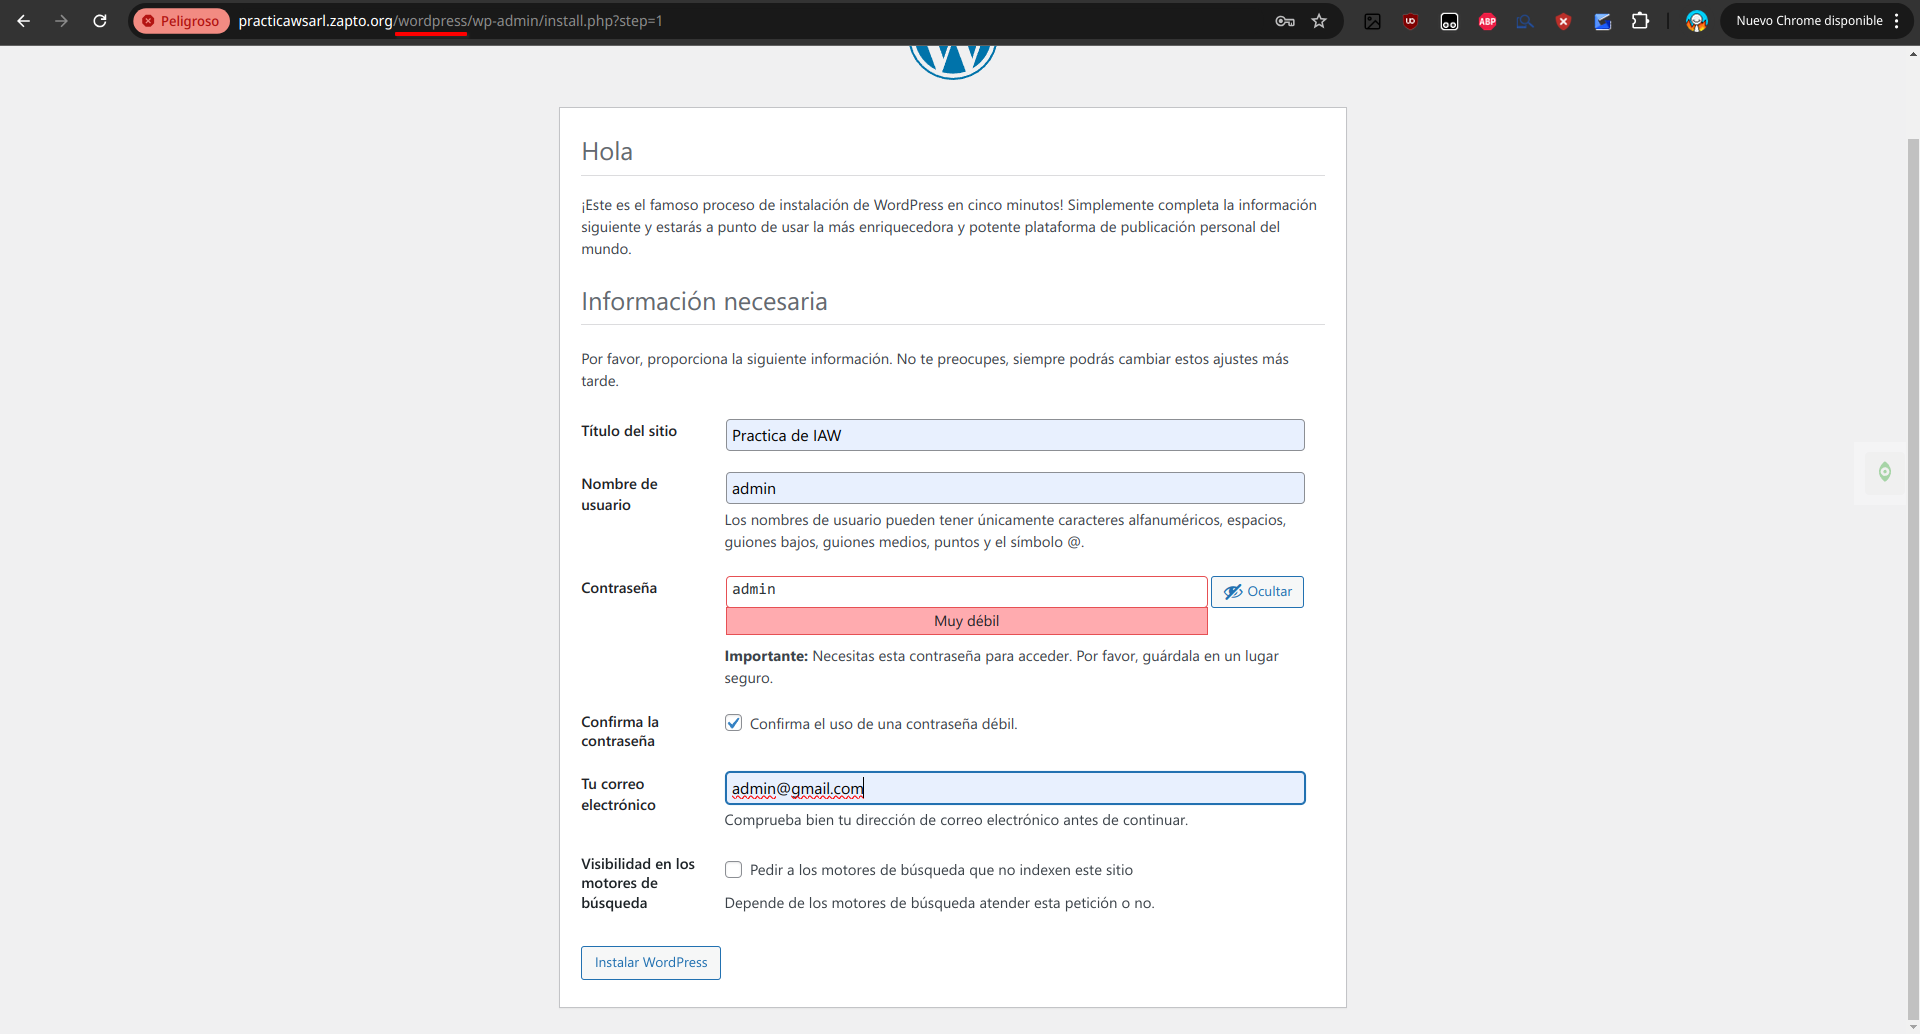 Peligroso practicawsarl.zapto.org/wordpress/wp-admin/install.php?step=1 ABP Nuevo Chrome disponible
Hola
¡Este es el famoso proceso de instalación de WordPress en cinco minutos! Simplemente completa la información
siguiente y estarás a punto de usar la más enriquecedora y potente plataforma de publicación personal del
mundo.
Información necesaria
Por favor, proporciona la siguiente información. No te preocupes, siempre podrás cambiar estos ajustes más
tarde.
Título del sitio
Practica de IAW
Nombre de
usuario
admin
Los nombres de usuario pueden tener únicamente caracteres alfanuméricos, espacios,
guiones bajos, guiones medios, puntos y el símbolo @.
Contraseña
admin
Ocultar
Muy débil
Importante: Necesitas esta contraseña para acceder. Por favor, guárdala en un lugar
seguro.
Confirma la
contraseña
Confirma el uso de una contraseña débil.
Tu correo
electrónico
admin@gmail.com
Comprueba bien tu dirección de correo electrónico antes de continuar.
Visibilidad en los
motores de
búsqueda
Pedir a los motores de búsqueda que no indexen este sitio
Depende de los motores de búsqueda atender esta petición o no.
Instalar WordPress